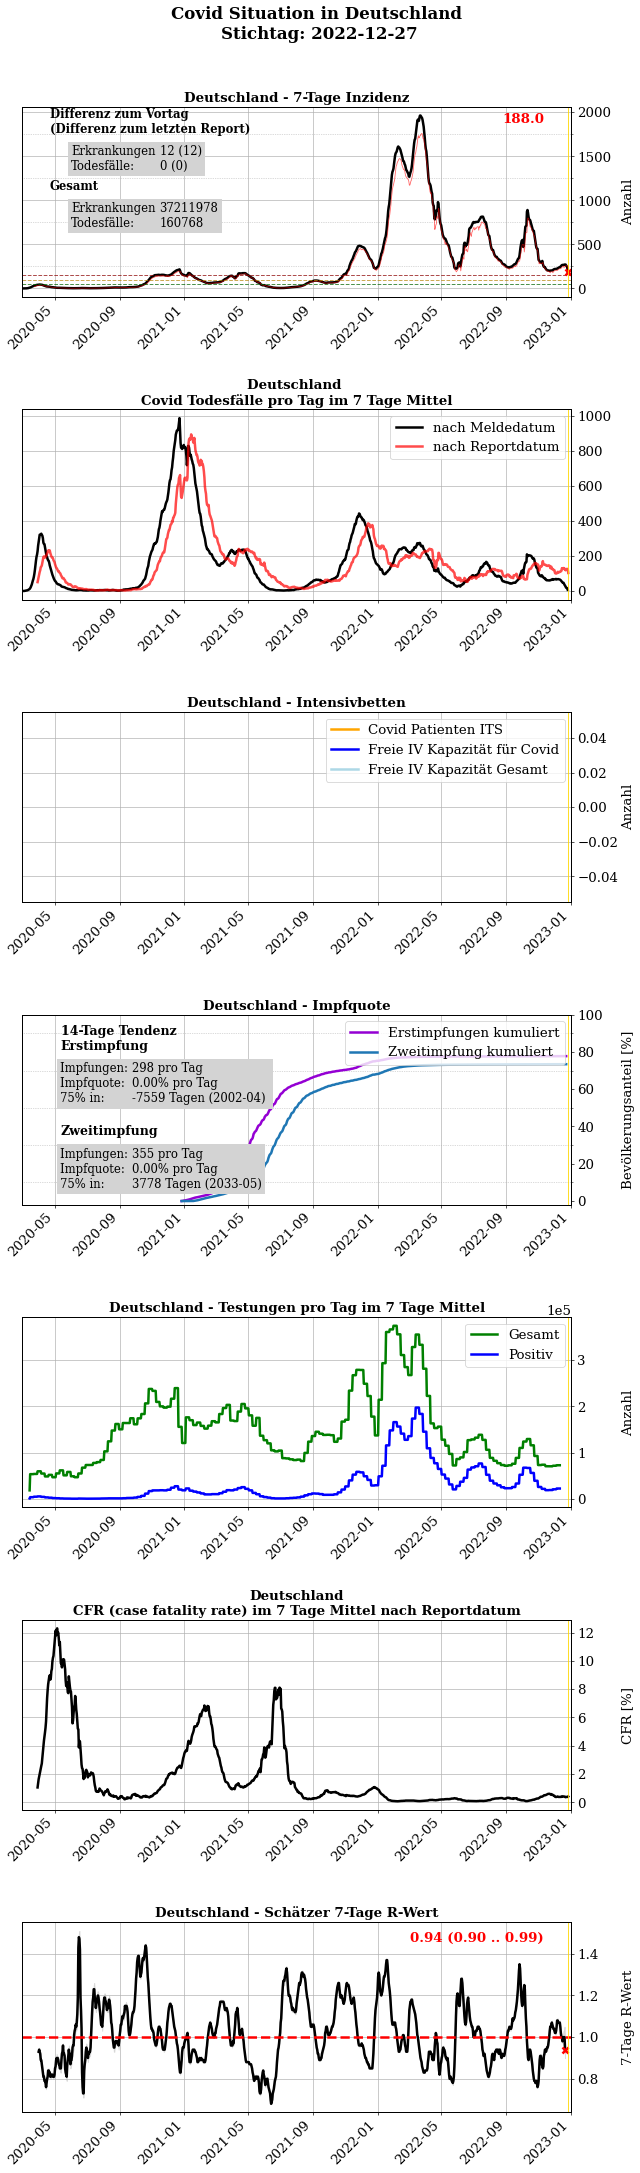 Covid Situation in Deutschland
Stichtag: 2022-12-27
Deutschland - 7-Tage Inzidenz
Differenz zum Vortag
(Differenz zum letzten Report)
Erkrankungen 12 (12)
Todesfälle: 0 (0)
Gesamt
Erkrankungen 37211978
Todesfälle: 160768
188.0
2000
1500
1000
500
0
Anzahl
2020-05 2020-09 2021-01 2021-05 2021-09 2022-01 2022-05 2022-09 2023-01
Deutschland
Covid Todesfälle pro Tag im 7 Tage Mittel
nach Meldedatum
nach Reportdatum
1000
800
600
400
200
0
2020-05 2020-09 2021-01 2021-05 2021-09 2022-01 2022-05 2022-09 2023-01
Deutschland - Intensivbetten
Covid Patienten ITS
Freie IV Kapazität für Covid
Freie IV Kapazität Gesamt
0.04
0.02
0.00
−0.02
−0.04
Anzahl
2020-05 2020-09 2021-01 2021-05 2021-09 2022-01 2022-05 2022-09 2023-01
Deutschland - Impfquote
14-Tage Tendenz
Erstimpfung
Impfungen: 298 pro Tag
Impfquote: 0.00% pro Tag
75% in: -7559 Tagen (2002-04)
Zweitimpfung
Impfungen: 355 pro Tag
Impfquote: 0.00% pro Tag
75% in: 3778 Tagen (2033-05)
Erstimpfungen kumuliert
Zweitimpfung kumuliert
100
80
60
40
20
0
Bevölkerungsanteil [%]
2020-05 2020-09 2021-01 2021-05 2021-09 2022-01 2022-05 2022-09 2023-01
Deutschland - Testungen pro Tag im 7 Tage Mittel
1e5
Gesamt
Positiv
3
2
1
0
Anzahl
2020-05 2020-09 2021-01 2021-05 2021-09 2022-01 2022-05 2022-09 2023-01
Deutschland
CFR (case fatality rate) im 7 Tage Mittel nach Reportdatum
12
10
8
6
4
2
0
CFR [%]
2020-05 2020-09 2021-01 2021-05 2021-09 2022-01 2022-05 2022-09 2023-01
Deutschland - Schätzer 7-Tage R-Wert
0.94 (0.90 .. 0.99)
1.4
1.2
1.0
0.8
7-Tage R-Wert
2020-05 2020-09 2021-01 2021-05 2021-09 2022-01 2022-05 2022-09 2023-01